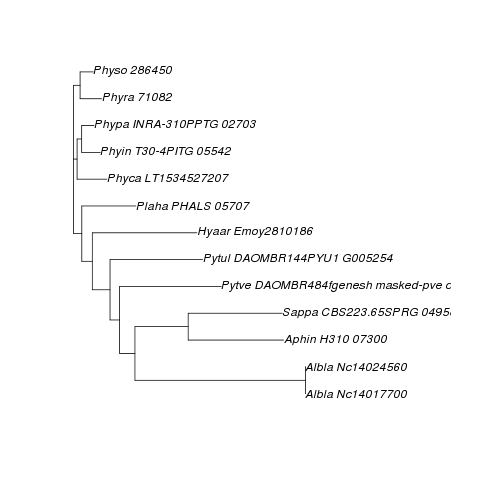 Physo 286450
Phyra 71082
Phypa INRA-310PPTG 02703
Phyin T30-4PITG 05542
Phyca LT1534527207
Plaha PHALS 05707
Hyaar Emoy2810186
Pytul DAOMBR144PYU1 G005254
Pytve DAOMBR484fgenesh masked-pve
Sappa CBS223.65SPRG
Aphin H310 07300
Albla Nc14024560
Albla Nc14017700